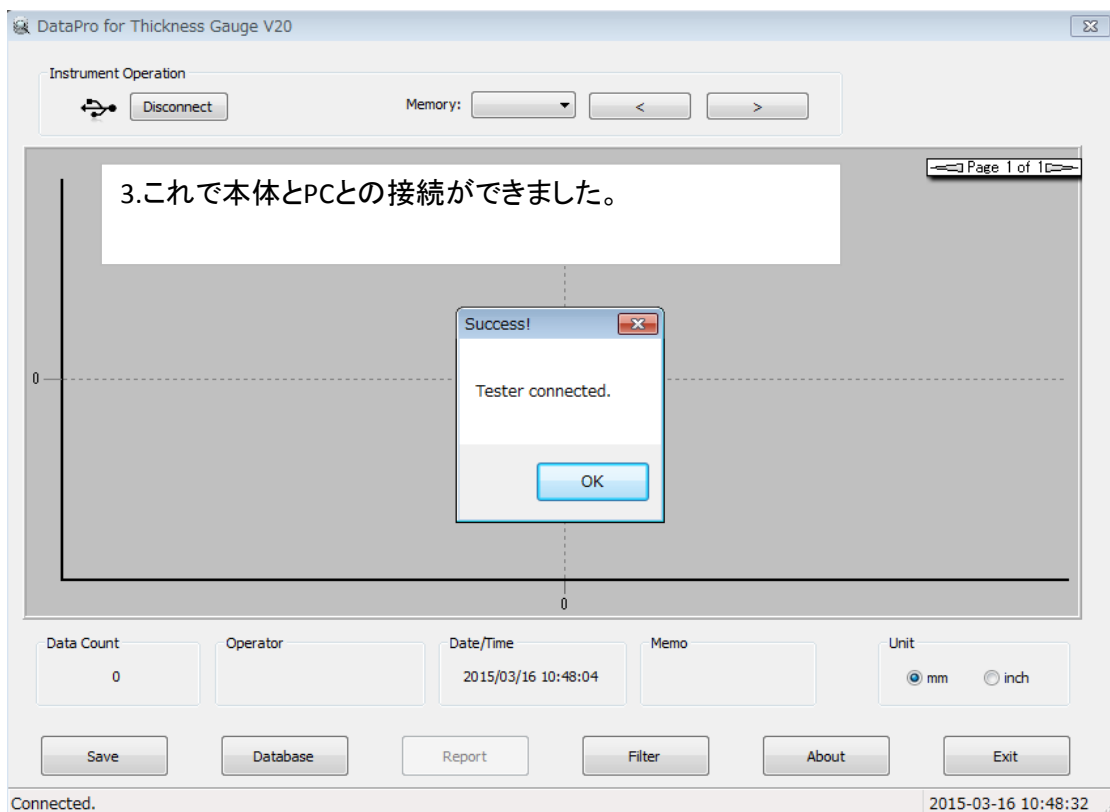 DataPro for Thickness Gauge V20
Instrument Operation
Disconnect
Memory:
<
>
Page 1 of 1
3.これで本体とPCとの接続ができました。
Success!
Tester connected.
OK
0
0
Data Count
0
Operator
Date/Time
2015/03/16 10:48:04
Memo
Unit
mm
inch
Save
Database
Report
Filter
About
Exit
Connected.
2015-03-16 10:48:32